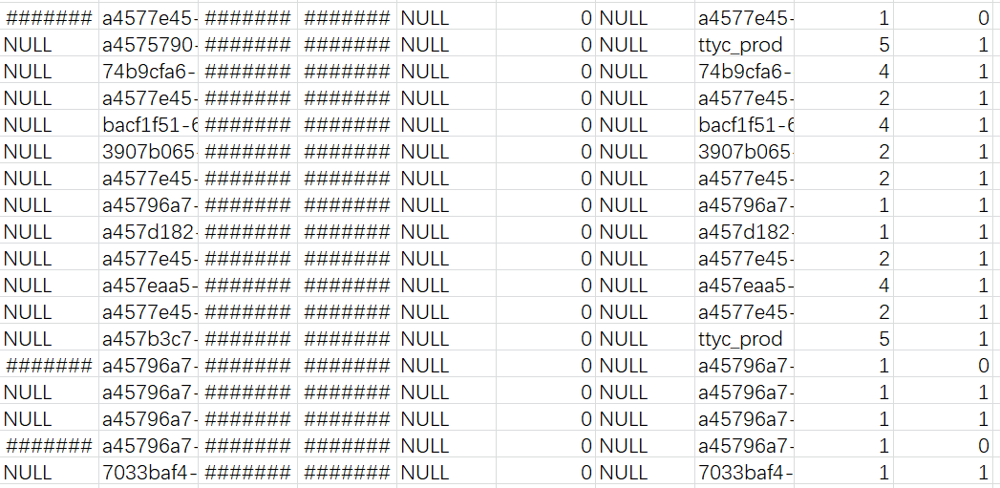 ####### a4577e45- ####### ####### NULL 0 NULL a4577e45- 1 0
NULL a4575790- ####### ####### NULL 0 NULL ttyc_prod 5 1
NULL 74b9cfa6- ####### ####### NULL 0 NULL 74b9cfa6- 4 1
NULL a4577e45- ####### ####### NULL 0 NULL a4577e45- 2 1
NULL bacf1f51-6 ####### ####### NULL 0 NULL bacf1f51-6 4 1
NULL 3907b065- ####### ####### NULL 0 NULL 3907b065- 2 1
NULL a4577e45- ####### ####### NULL 0 NULL a4577e45- 2 1
NULL a45796a7- ####### ####### NULL 0 NULL a45796a7- 1 1
NULL a457d182- ####### ####### NULL 0 NULL a457d182- 1 1
NULL a4577e45- ####### ####### NULL 0 NULL a4577e45- 2 1
NULL a457eaa5- ####### ####### NULL 0 NULL a457eaa5- 4 1
NULL a4577e45- ####### ####### NULL 0 NULL a4577e45- 2 1
NULL a457b3c7- ####### ####### NULL 0 NULL ttyc_prod 5 1
####### a45796a7- ####### ####### NULL 0 NULL a45796a7- 1 0
NULL a45796a7- ####### ####### NULL 0 NULL a45796a7- 1 1
NULL a45796a7- ####### ####### NULL 0 NULL a45796a7- 1 1
####### a45796a7- ####### ####### NULL 0 NULL a45796a7- 1 0
NULL 7033baf4- ####### ####### NULL 0 NULL 7033baf4- 1 1